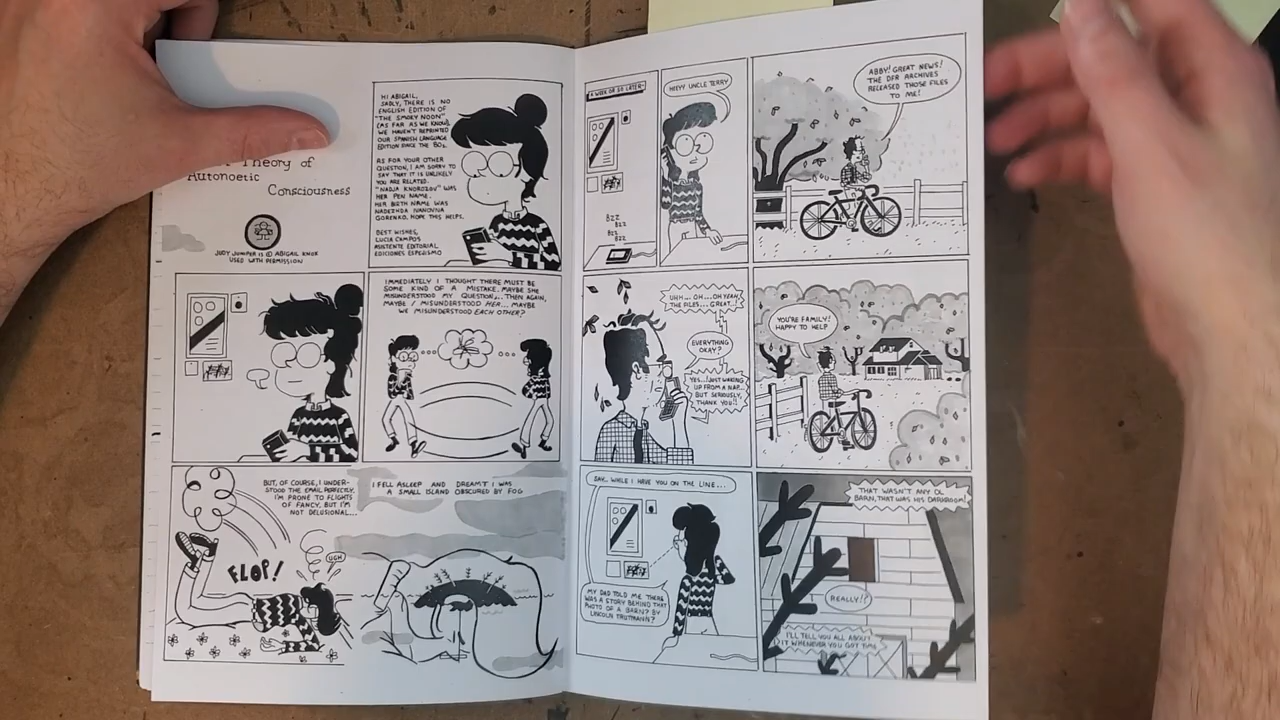 Theory of
Autonoetic
Consciousness
JUDY JUNIPER IS © ABIGAIL KNOX
USED WITH PERMISSION
HI ABIGAIL,
SADLY, THERE IS NO
ENGLISH EDITION OF
"THE SMOKY NOON"
(AS FAR AS WE KNOW).
WE HAVEN'T REPRINTED
OUR SPANISH LANGUAGE
EDITION SINCE THE 80s.
AS FOR YOUR OTHER
QUESTION, I AM SORRY TO
SAY THAT IT IS UNLIKELY
YOU ARE RELATED.
"NADJA KNOROZOV" WAS
HER PEN NAME.
HER BIRTH NAME WAS
NADEZHDA IVANOVNA
GORENKO. HOPE THIS HELPS.
BEST WISHES,
LUCIA CAMPOS
ASISTENTE EDITORIAL
EDICIONES ESPEJISMO
IMMEDIATELY I THOUGHT THERE MUST BE
SOME KIND OF A MISTAKE. MAYBE SHE
MISUNDERSTOOD MY QUESTION... THEN AGAIN,
MAYBE I MISUNDERSTOOD HER... MAYBE
WE MISUNDERSTOOD EACH OTHER?
BUT, OF COURSE, I UNDER-
STOOD THE EMAIL PERFECTLY.
I'M PRONE TO FLIGHTS
OF FANCY, BUT I'M
NOT DELUSIONAL...
FLOP!
UGH
I FELL ASLEEP AND DREAMT I WAS
A SMALL ISLAND OBSCURED BY FOG
A WEEK OR SO LATER-
BZZ
BZZ
BZZ
HIEYY UNCLE TERRY
ABBY! GREAT NEWS!
THE DFR ARCHIVES
RELEASED THOSE FILES
TO ME!
UHH... OH... OH YEAH,
THE FILES... GREAT..!
EVERYTHING
OKAY?
YES..! JUST WAKING
UP FROM A NAP...
BUT SERIOUSLY,
THANK YOU!!
YOU'RE FAMILY!
HAPPY TO HELP
SAY... WHILE I HAVE YOU ON THE LINE...
MY DAD TOLD ME THERE
WAS A STORY BEHIND THAT
PHOTO OF A BARN? BY
LINCOLN TRUTMANN?
THAT WASN'T ANY OL
BARN, THAT WAS HIS DARKROOM!
REALLY!?
I'LL TELL YOU ALL ABOUT
IT WHENEVER YOU GOT TIME